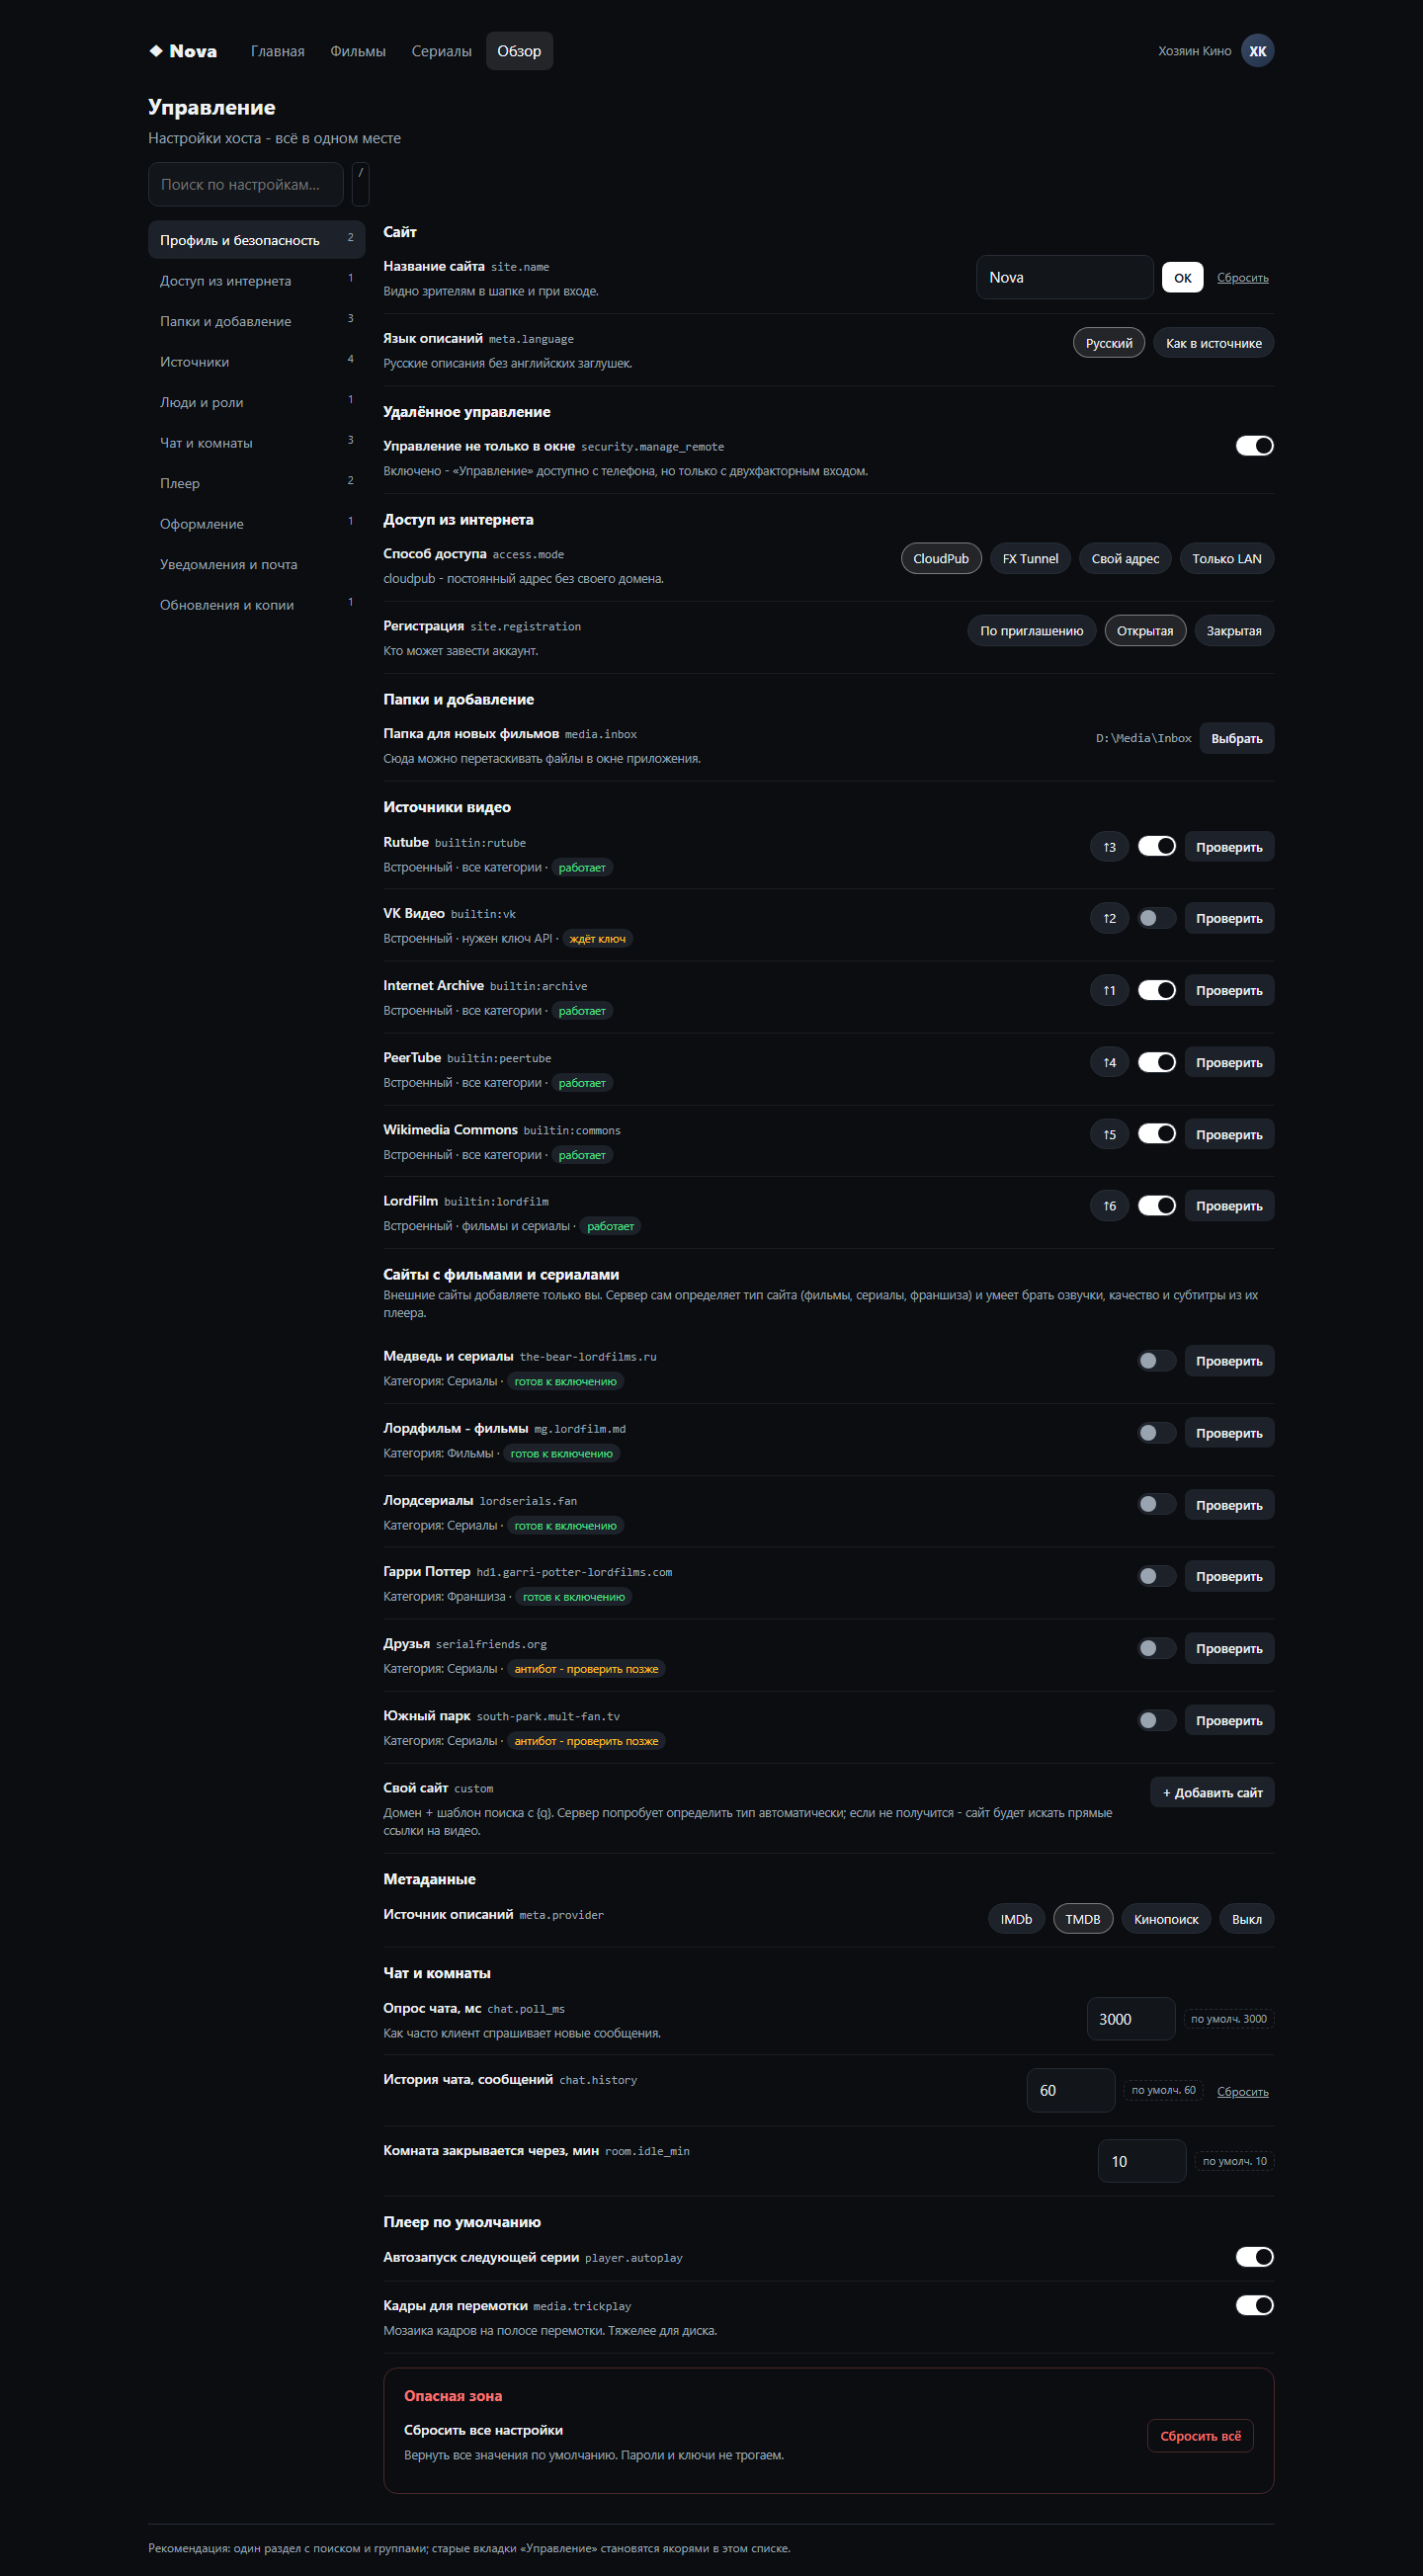 ◆ Nova
Главная
Фильмы
Сериалы
Обзор
Хозяин Кино
ХК
Управление
Настройки хоста - всё в одном месте
Поиск по настройкам...
/
Профиль и безопасность 2
Доступ из интернета 1
Папки и добавление 3
Источники 4
Люди и роли 1
Чат и комнаты 3
Плеер 2
Оформление 1
Уведомления и почта
Обновления и копии 1
Сайт
Название сайта site.name
Видно зрителям в шапке и при входе.
Nova
ОК
Сбросить
Язык описаний meta.language
Русские описания без английских заглушек.
Русский
Как в источнике
Удалённое управление
Управление не только в окне security.manage_remote
Включено - «Управление» доступно с телефона, но только с двухфакторным входом.
Доступ из интернета
Способ доступа access.mode
cloudpub - постоянный адрес без своего домена.
CloudPub
FX Tunnel
Свой адрес
Только LAN
Регистрация site.registration
Кто может завести аккаунт.
По приглашению
Открытая
Закрытая
Папки и добавление
Папка для новых фильмов media.inbox
Сюда можно перетаскивать файлы в окне приложения.
D:\Media\Inbox
Выбрать
Источники видео
Rutube builtin:rutube
Встроенный · все категории · работает
↑3
Проверить
VK Видео builtin:vk
Встроенный · нужен ключ API · ждёт ключ
↑2
Проверить
Internet Archive builtin:archive
Встроенный · все категории · работает
↑1
Проверить
PeerTube builtin:peertube
Встроенный · все категории · работает
↑4
Проверить
Wikimedia Commons builtin:commons
Встроенный · все категории · работает
↑5
Проверить
LordFilm builtin:lordfilm
Встроенный · фильмы и сериалы · работает
↑6
Проверить
Сайты с фильмами и сериалами
Внешние сайты добавляете только вы. Сервер сам определяет тип сайта (фильмы, сериалы, франшиза) и умеет брать озвучки, качество и субтитры из их
плеера.
Медведь и сериалы the-bear-lordfilms.ru
Категория: Сериалы · готов к включению
Проверить
Лордфильм - фильмы mg.lordfilm.md
Категория: Фильмы · готов к включению
Проверить
Лордсериалы lordserials.fan
Категория: Сериалы · готов к включению
Проверить
Гарри Поттер hd1.garri-potter-lordfilms.com
Категория: Франшиза · готов к включению
Проверить
Друзья serialfriends.org
Категория: Сериалы · антибот - проверить позже
Проверить
Южный парк south-park.mult-fan.tv
Категория: Сериалы · антибот - проверить позже
Проверить
Свой сайт custom
Домен + шаблон поиска с {q}. Сервер попробует определить тип автоматически; если не получится - сайт будет искать прямые
ссылки на видео.
+ Добавить сайт
Метаданные
Источник описаний meta.provider
IMDb
TMDB
Кинопоиск
Выкл
Чат и комнаты
Опрос чата, мс chat.poll_ms
Как часто клиент спрашивает новые сообщения.
3000
по умолч. 3000
История чата, сообщений chat.history
60
по умолч. 60
Сбросить
Комната закрывается через, мин room.idle_min
10
по умолч. 10
Плеер по умолчанию
Автозапуск следующей серии player.autoplay
Кадры для перемотки media.trickplay
Мозаика кадров на полосе перемотки. Тяжелее для диска.
Опасная зона
Сбросить все настройки
Вернуть все значения по умолчанию. Пароли и ключи не трогаем.
Сбросить всё
Рекомендация: один раздел с поиском и группами; старые вкладки «Управление» становятся якорями в этом списке.